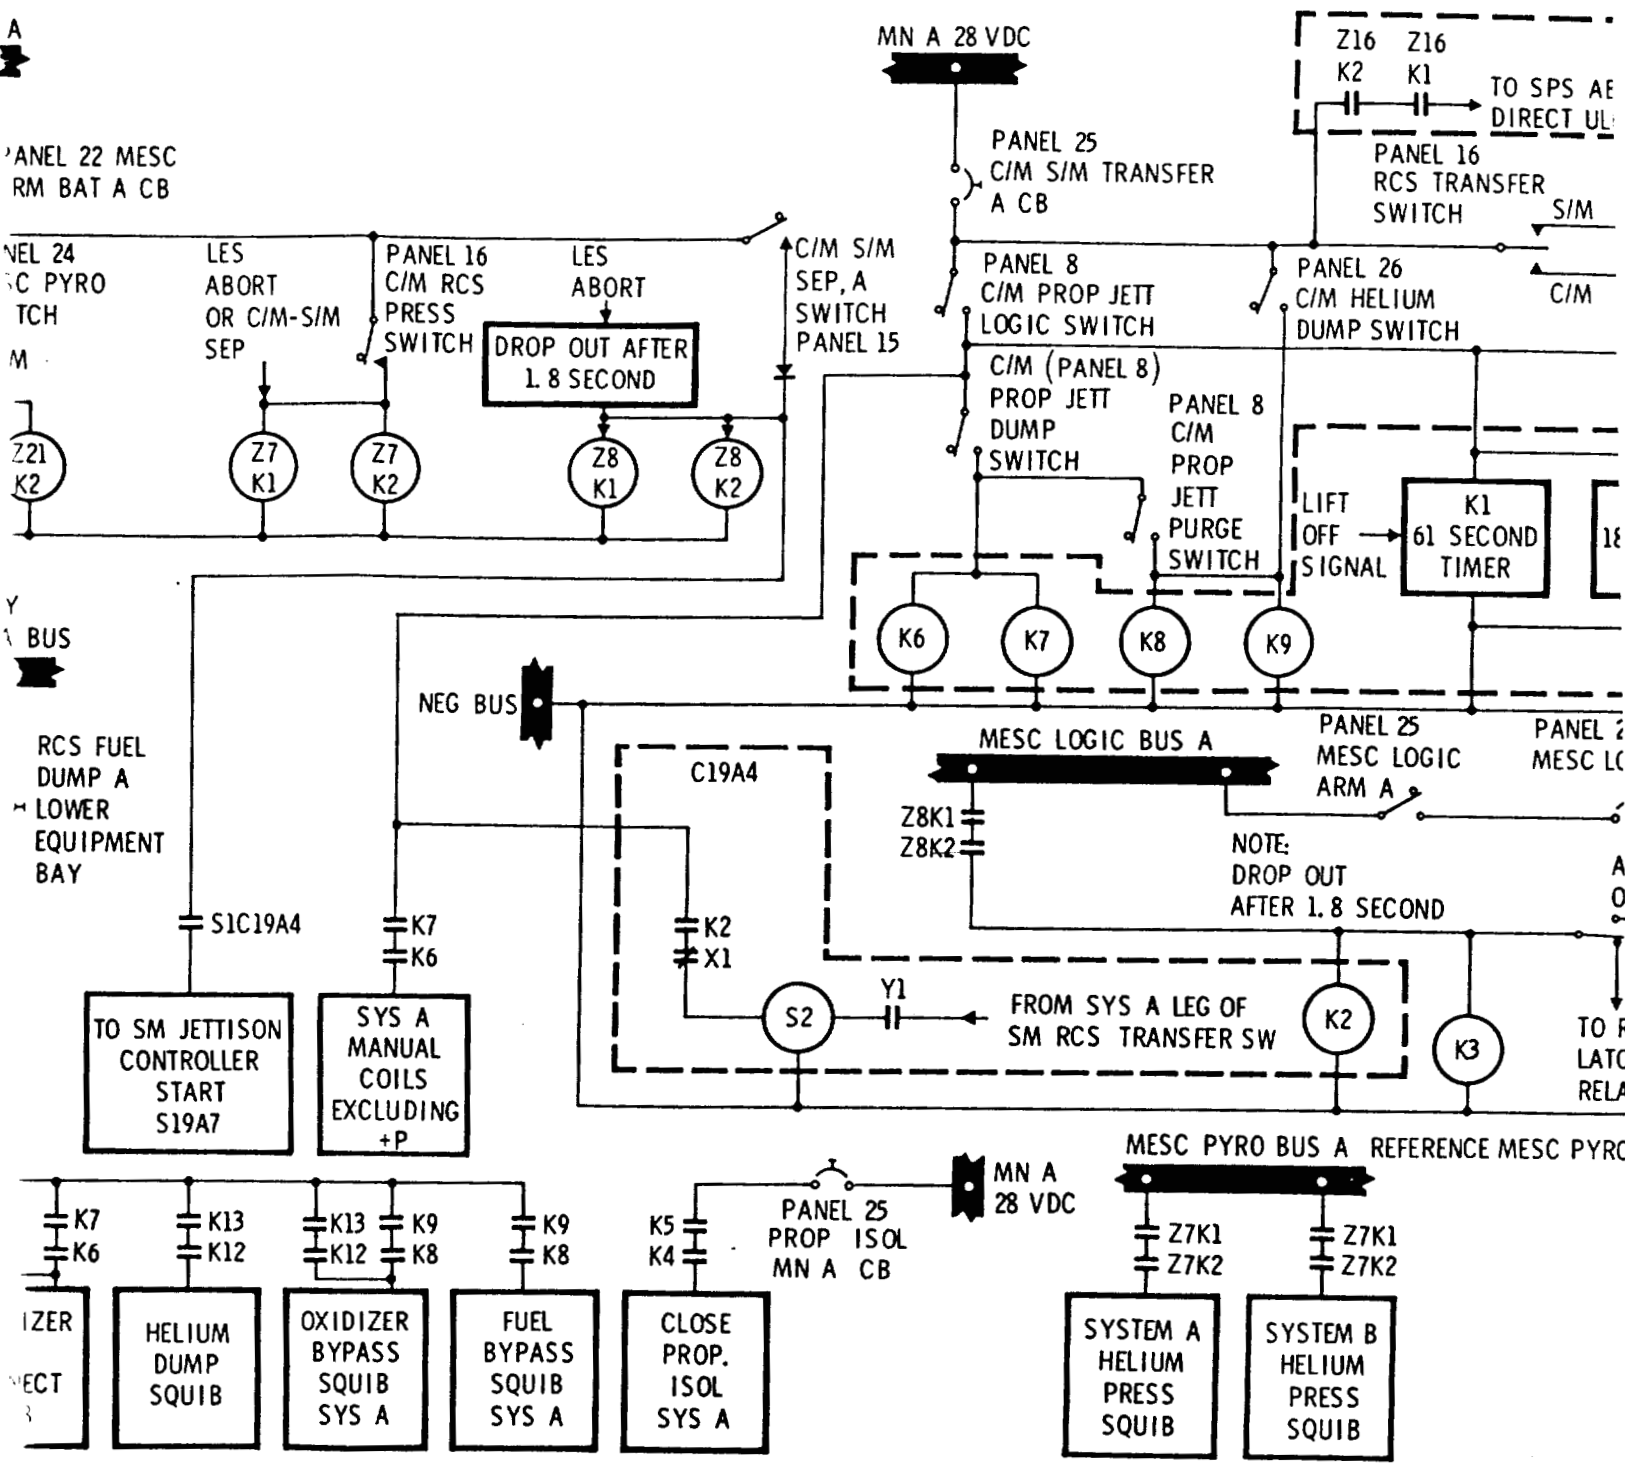 A
MN A 28 VDC
Z16 Z16
K2 K1
TO SPS
DIRECT
PANEL 22 MESC
BAT A CB
PANEL 25
C/M S/M TRANSFER
A CB
PANEL 16
RCS TRANSFER
SWITCH
S/M
C/M
24
PYRO
LES
ABORT
OR C/M-S/M
SEP
PANEL 16
C/M RCS
PRESS
SWITCH
LES
ABORT
DROP OUT AFTER
1.8 SECOND
C/M S/M
SEP, A
SWITCH
PANEL 15
PANEL 8
C/M PROP JETT
LOGIC SWITCH
PANEL 26
C/M HELIUM
DUMP SWITCH
C/M (PANEL 8)
PROP JETT
DUMP
SWITCH
PANEL 8
C/M
PROP
JETT
PURGE
SWITCH
Z21
K2
Z7
K1
Z7
K2
Z8
K1
Z8
K2
LIFT
OFF
SIGNAL
K1
61 SECOND
TIMER
18
BUS
K6
K7
K8
K9
NEG BUS
RCS FUEL
DUMP A
LOWER
EQUIPMENT
BAY
C19A4
MESC LOGIC BUS A
PANEL 25
MESC LOGIC
ARM A
PANEL
MESC
Z8K1
Z8K2
NOTE:
DROP OUT
AFTER 1.8 SECOND
S1C19A4
K7
K6
K2
X1
S2
Y1
FROM SYS A LEG OF
SM RCS TRANSFER SW
K2
K3
TO
TO SM JETTISON
CONTROLLER
START
S19A7
SYS A
MANUAL
COILS
EXCLUDING
+P
MESC PYRO BUS A REFERENCE MESC PYRO
MN A
28 VDC
PANEL 25
PROP ISOL
MN A CB
K7
K6
K13
K12
K13
K12
K9
K8
K9
K8
K5
K4
Z7K1
Z7K2
Z7K1
Z7K2
HELIUM
DUMP
SQUIB
OXIDIZER
BYPASS
SQUIB
SYS A
FUEL
BYPASS
SQUIB
SYS A
CLOSE
PROP.
ISOL
SYS A
SYSTEM A
HELIUM
PRESS
SQUIB
SYSTEM B
HELIUM
PRESS
SQUIB